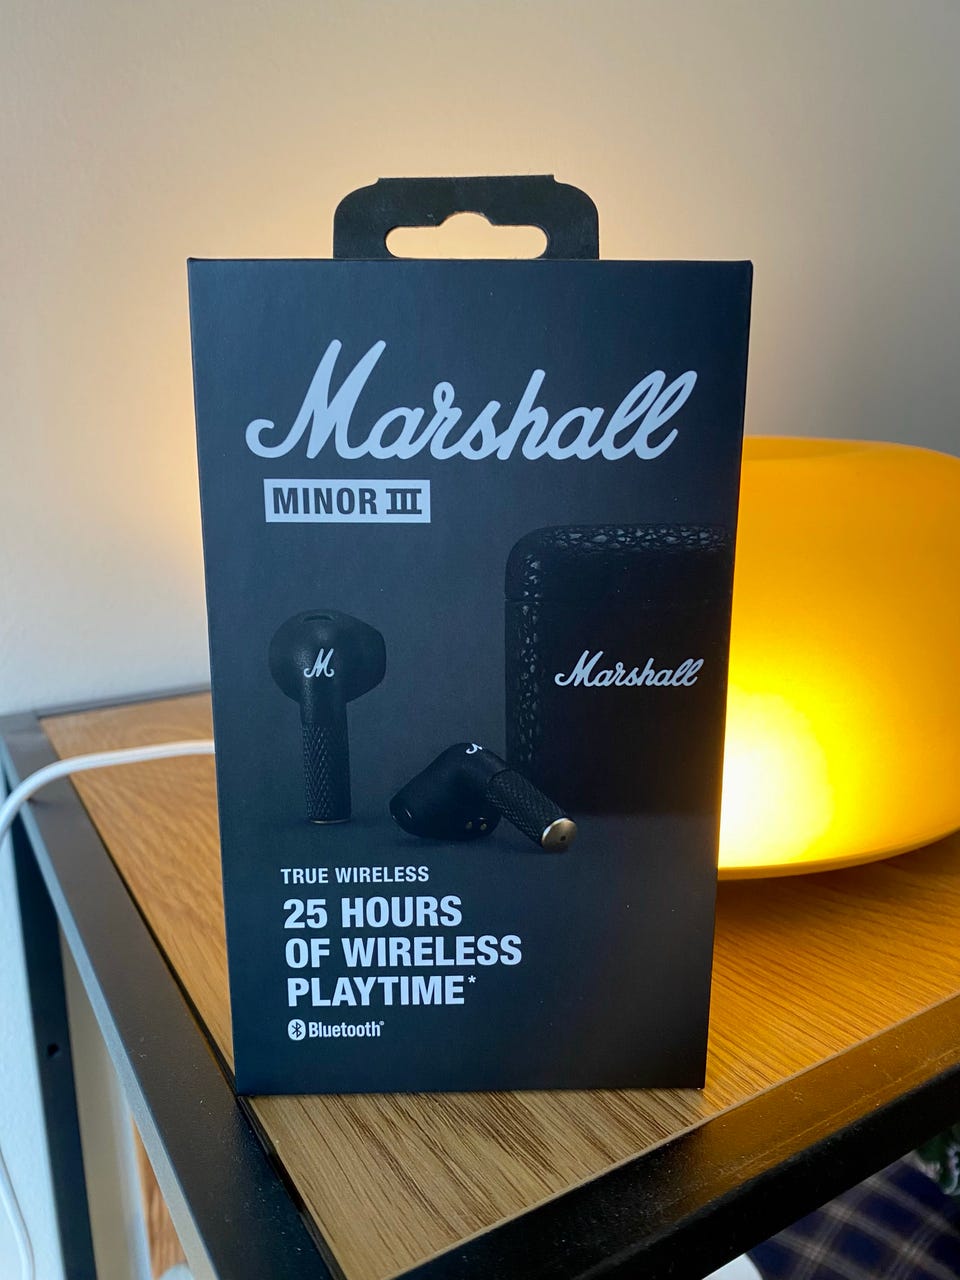 Marshall
MINOR III
M
Marshall
TRUE WIRELESS
25 HOURS
OF WIRELESS
PLAYTIME*
Bluetooth®